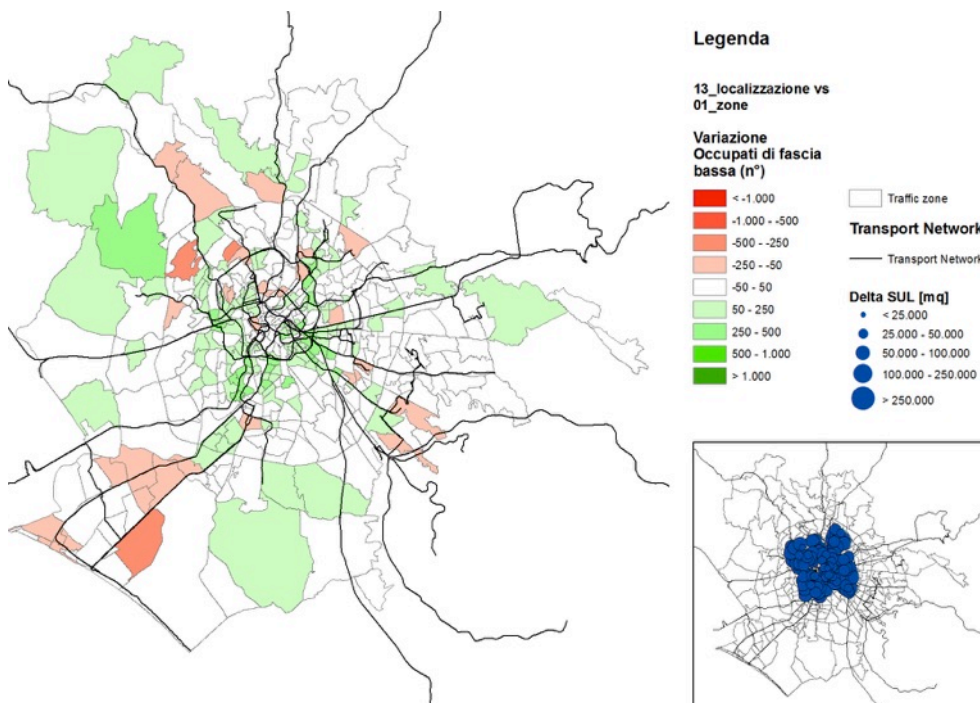 Legenda
13_localizzazione vs
01_zone
Variazione
Occupati di fascia
bassa (n°)
< -1.000
-1.000 - -500
-500 - -250
-250 - -50
-50 - 50
50 - 250
250 - 500
500 - 1.000
> 1.000
Traffic zone
Transport Network
Transport Network
Delta SUL [mq]
< 25.000
25.000 - 50.000
50.000 - 100.000
100.000 - 250.000
> 250.000